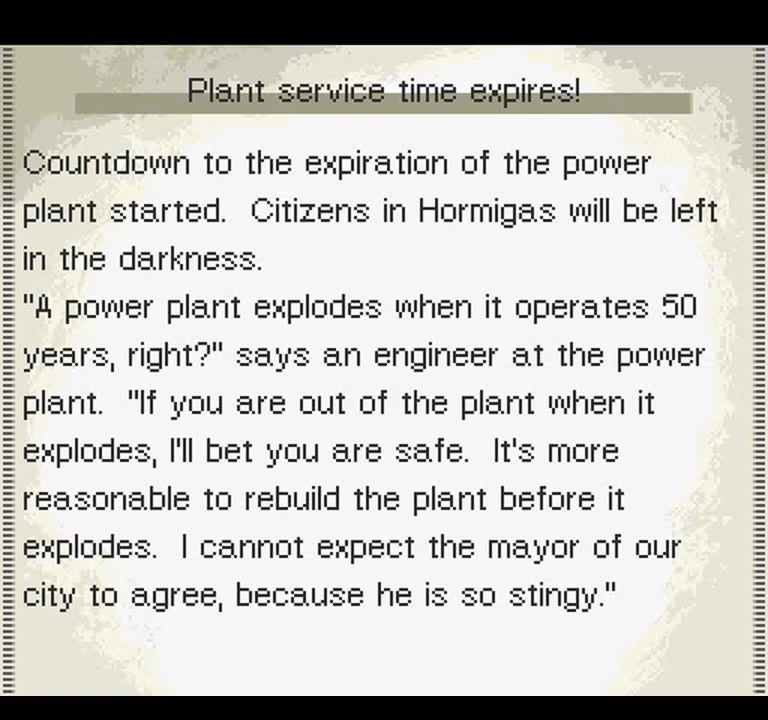 Plant service time expires!
Countdown to the expiration of the power
plant started.  Citizens in Hormigas will be left
in the darkness.
"A power plant explodes when it operates 50
years, right?" says an engineer at the power
plant.  "If you are out of the plant when it
explodes, I'll bet you are safe.  It's more
reasonable to rebuild the plant before it
explodes.  I cannot expect the mayor of our
city to agree, because he is so stingy."